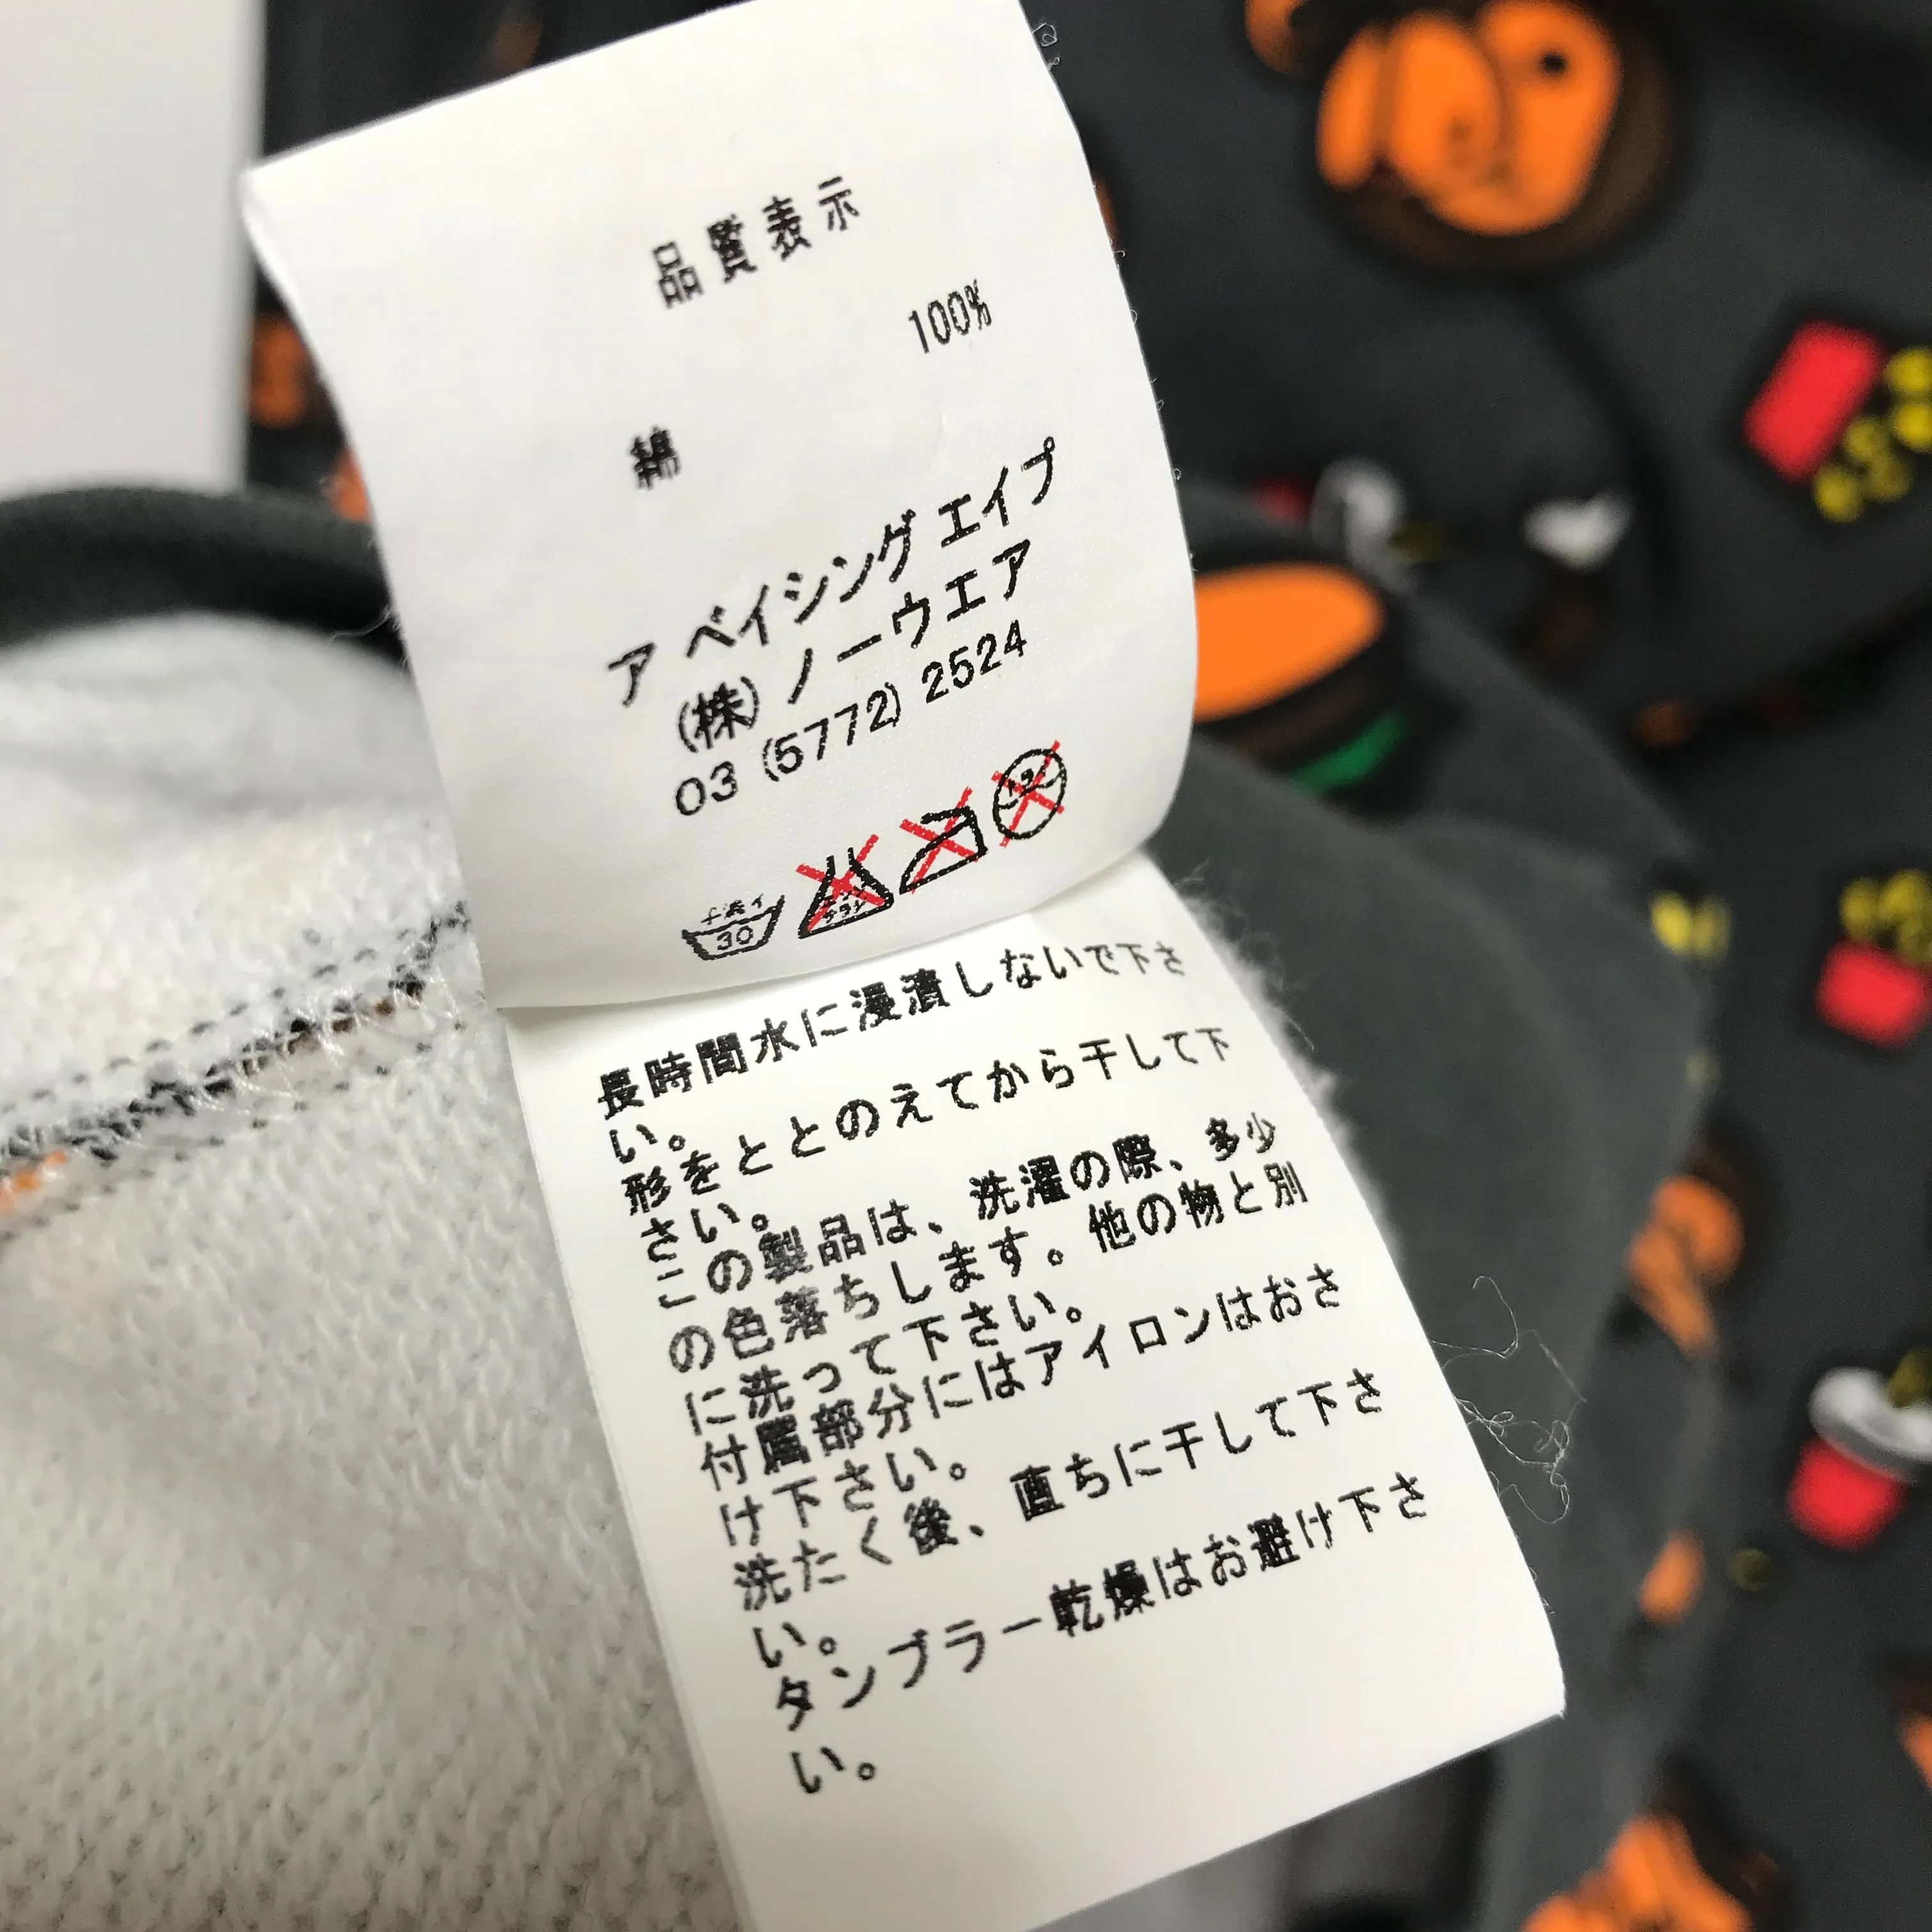 品質表示
100%
綿
ア ベイシング エイプ
(株) ノーウエア
03 (5772) 2524
30
長時間水に浸漬しないで下さ
い。
形をととのえてから干して下
さい。
この製品は、洗濯の際、多少
の色落ちします。他の物と別
に洗って下さい。
付属部分にはアイロンはおさ
け下さい。
洗たく後、直ちに干して下さ
い。
タンブラー乾燥はお避け下さ
い。